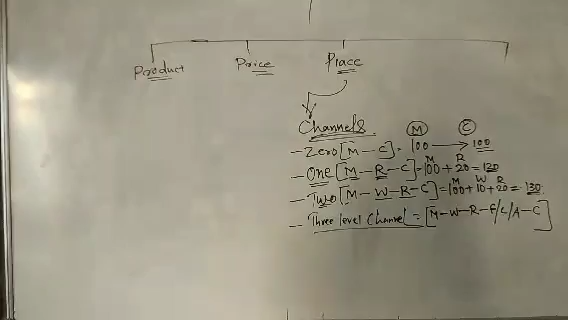 Product Price Place
Channels
M C
- Zero [M - C] = 100 → 100
M R
- One [M - R - C] = 100 + 20 = 120
M W R
- Two [M - W - R - C] = 100 + 10 + 20 = 130
- Three level Channel = [M - W - R - F/L/A - C]